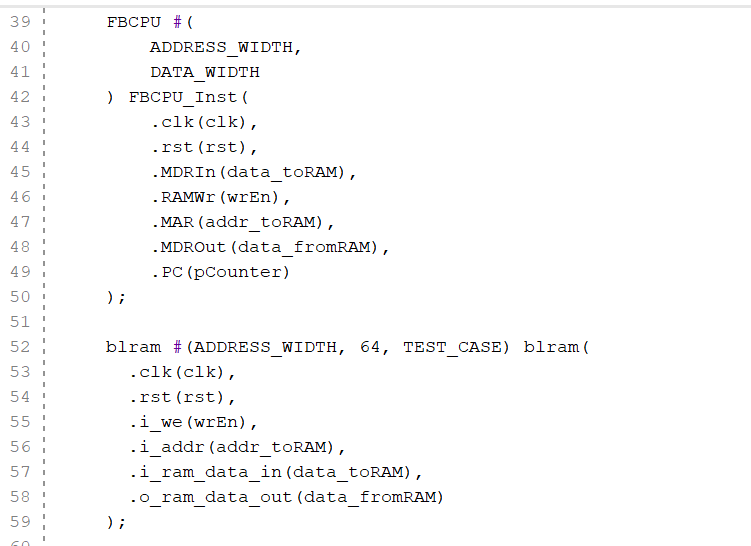 39 FBCPU #(
40 ADDRESS_WIDTH,
41 DATA_WIDTH
42 ) FBCPU_Inst(
43 .clk(clk),
44 .rst(rst),
45 .MDRIn(data_toRAM),
46 .RAMWr(wrEn),
47 .MAR(addr_toRAM),
48 .MDROut(data_fromRAM),
49 .PC(pCounter)
50 );
51
52 blram #(ADDRESS_WIDTH, 64, TEST_CASE) blram(
53 .clk(clk),
54 .rst(rst),
55 .i_we(wrEn),
56 .i_addr(addr_toRAM),
57 .i_ram_data_in(data_toRAM),
58 .o_ram_data_out(data_fromRAM)
59 );
60